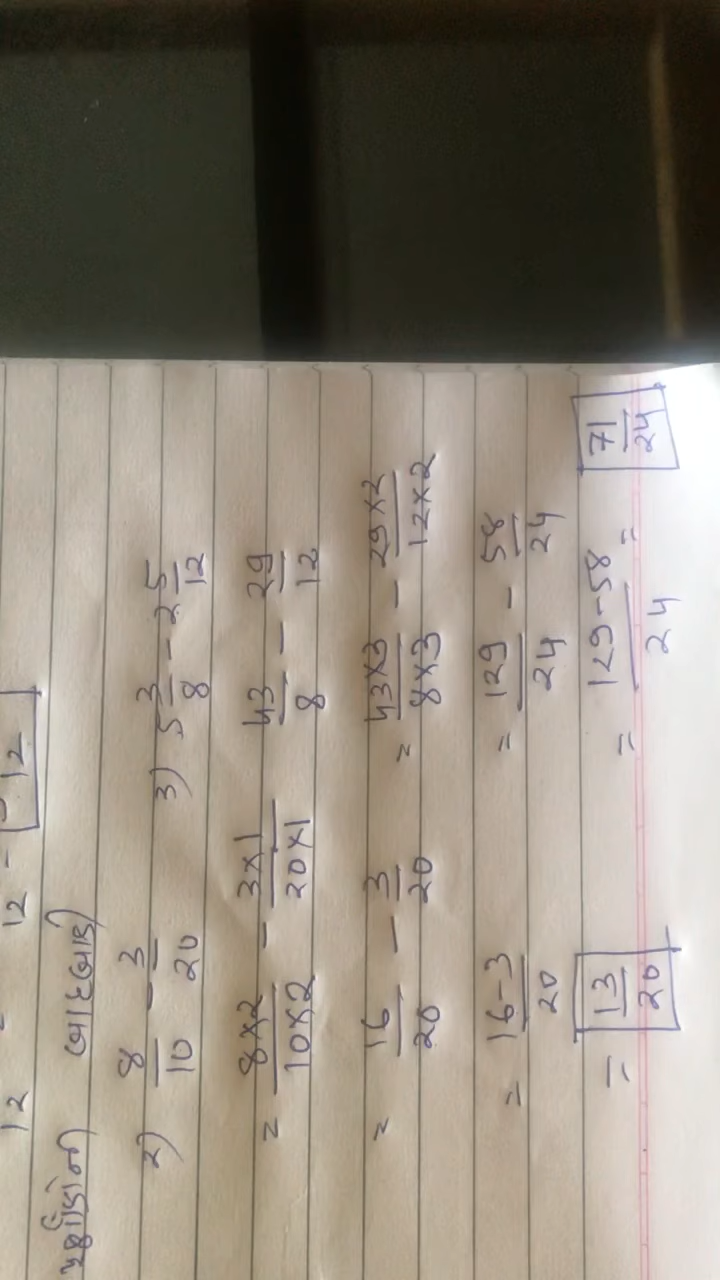 12 - 12 - 12
અપૂર્ણાંકોની બાદબાકી
2) 8/10 - 3/20
= 8×2/10×2 - 3×1/20×1
= 16/20 - 3/20
= 16-3/20
= 13/20
3) 5 3/8 - 2 5/12
43/8 - 29/12
= 43×3/8×3 - 29×2/12×2
= 129/24 - 58/24
= 129-58/24 = 71/24